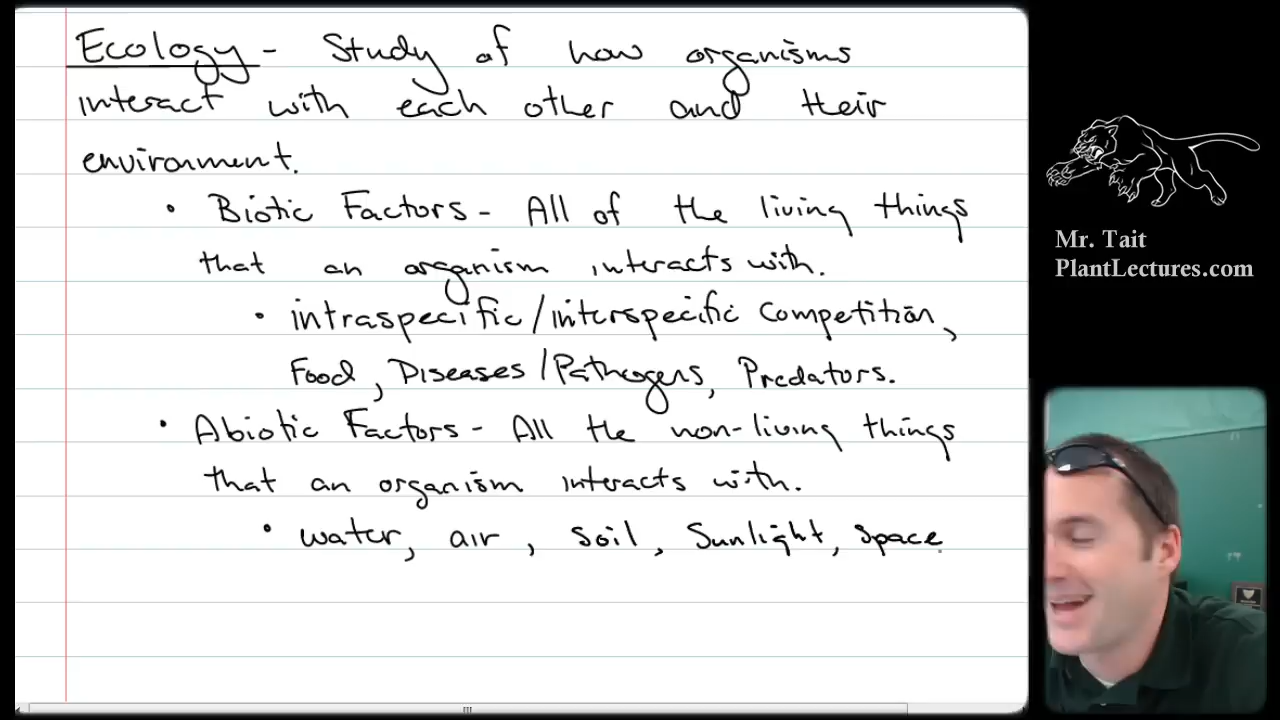 Ecology - Study of how organisms
interact with each other and their
environment.
• Biotic Factors - All of the living things
that an organism interacts with.
• intraspecific/interspecific competition,
Food, Diseases/Pathogens, Predators.
• Abiotic Factors - All the non-living things
that an organism interacts with.
• water, air, soil, Sunlight, space
Mr. Tait
PlantLectures.com